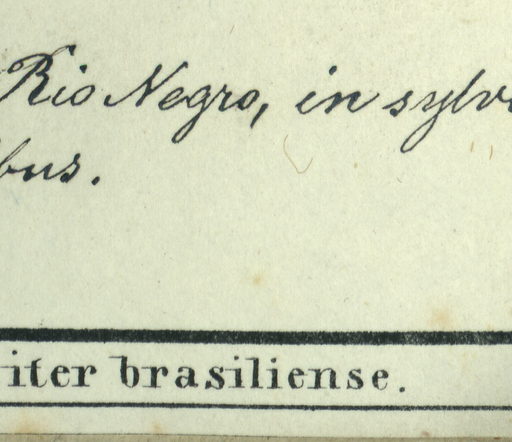 Rio Negro, in sylv
bus.
iter brasiliense.